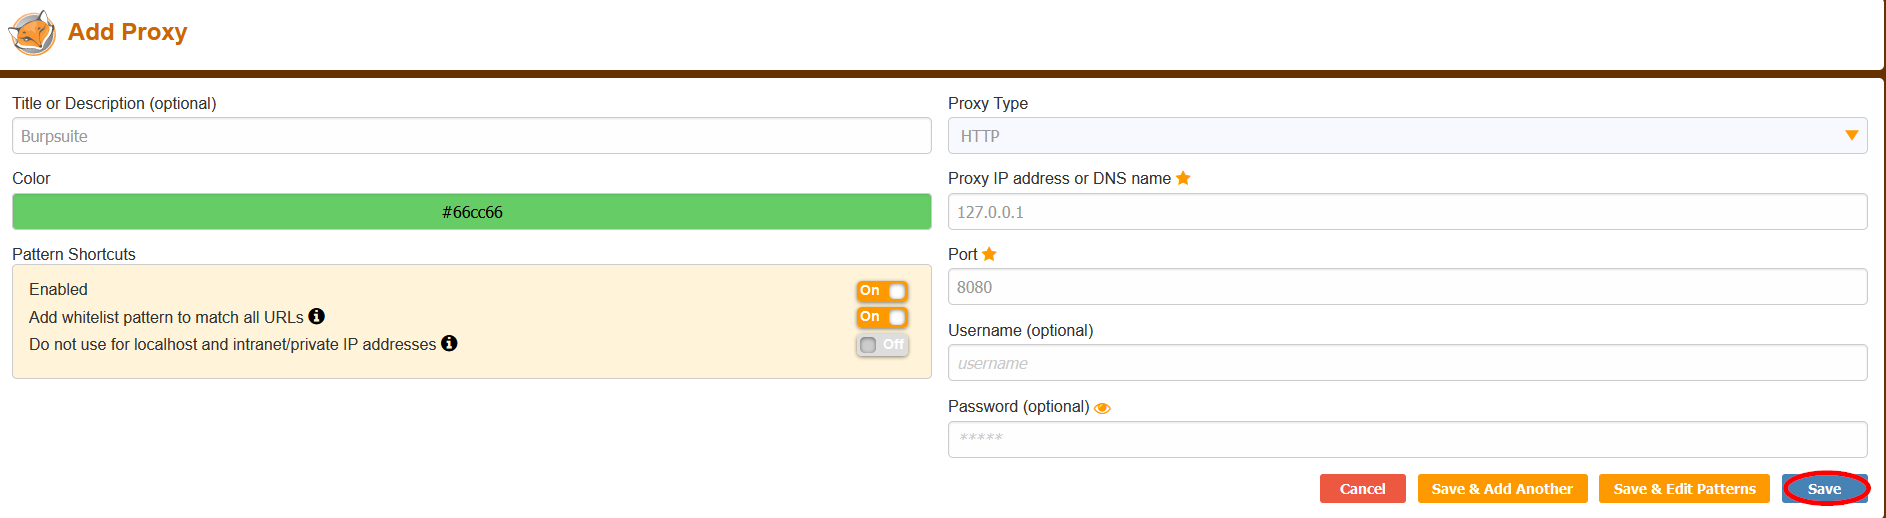 Add Proxy
Title or Description (optional)
Burpsuite
Color
#66cc66
Pattern Shortcuts
Enabled On
Add whitelist pattern to match all URLs On
Do not use for localhost and intranet/private IP addresses Off
Proxy Type
HTTP
Proxy IP address or DNS name
127.0.0.1
Port
8080
Username (optional)
username
Password (optional)
*****
Cancel Save & Add Another Save & Edit Patterns Save